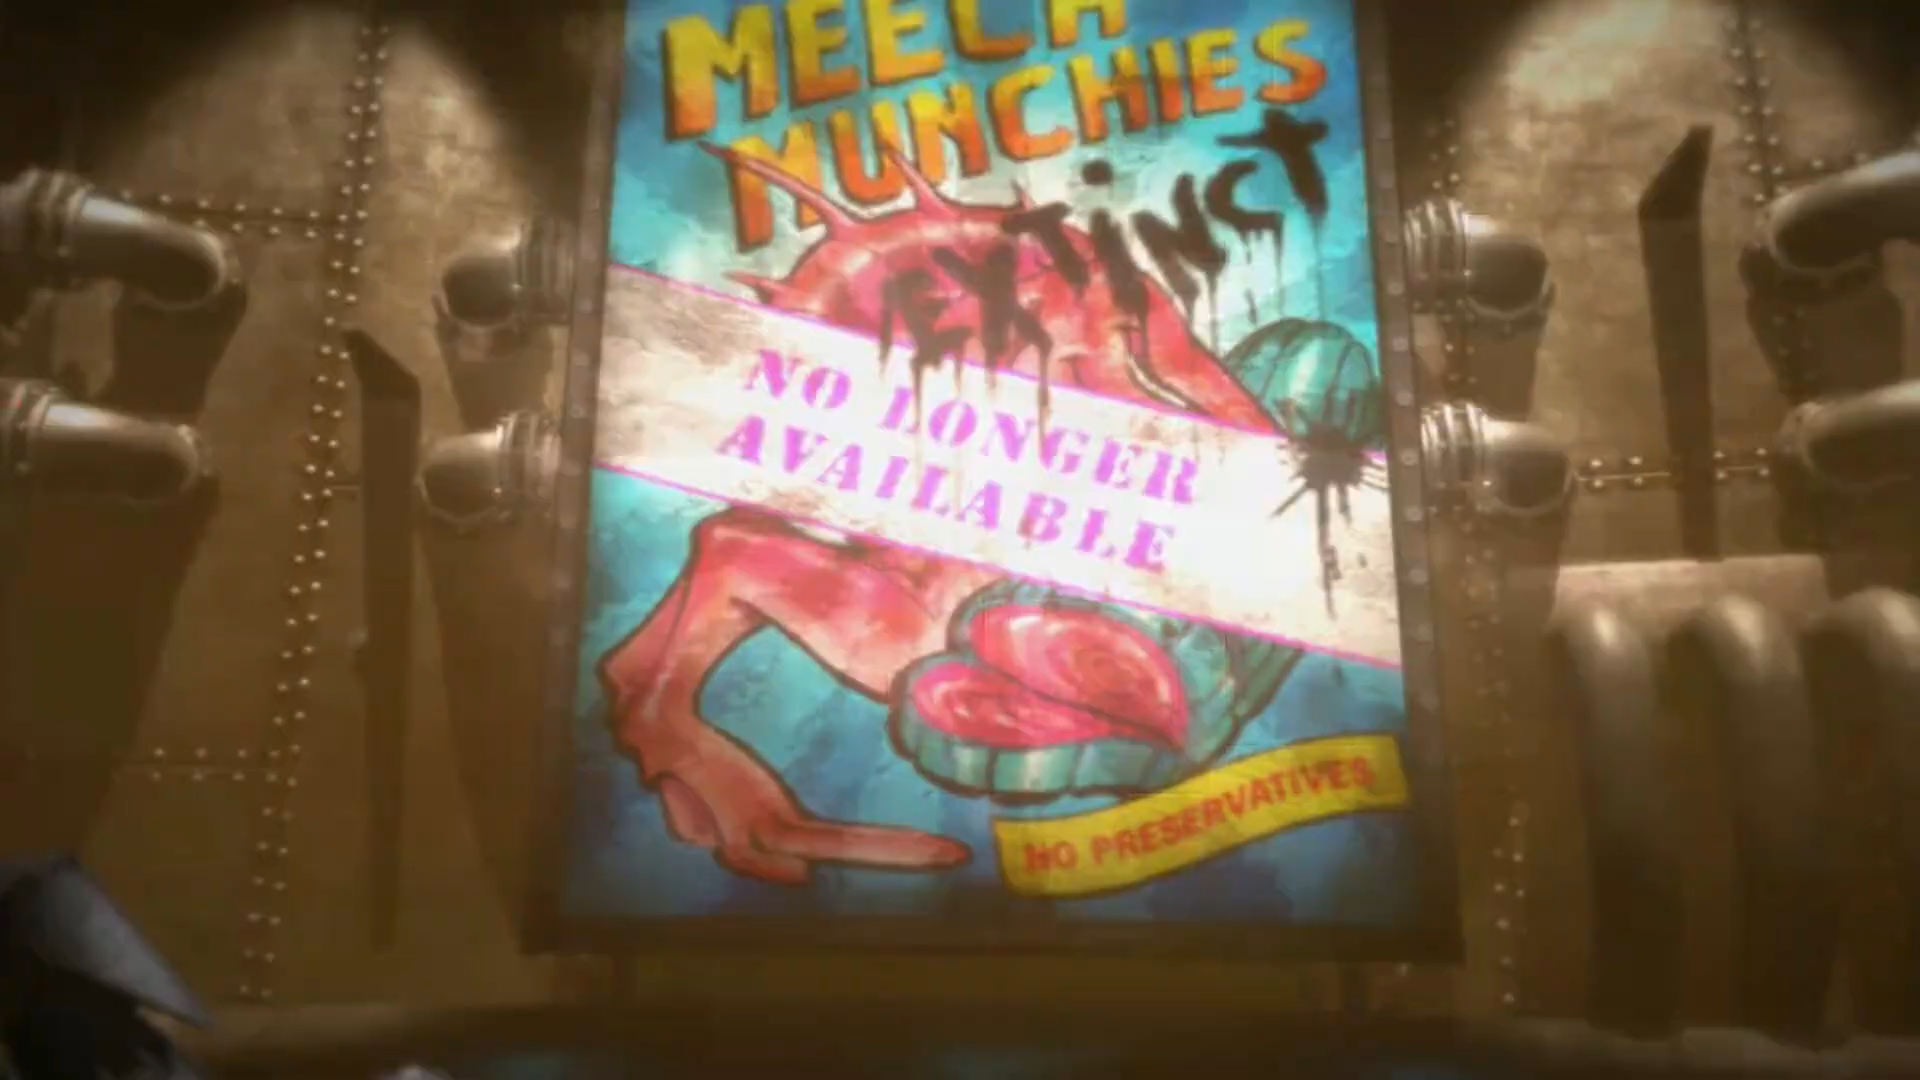 MEECH
MUNCHIES
EXTINCT
NO LONGER
AVAILABLE
NO PRESERVATIVES